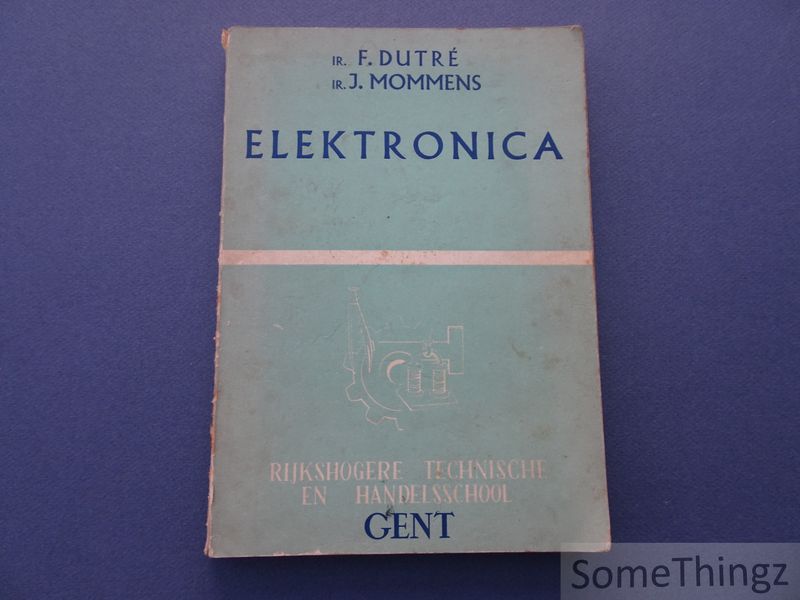 IR. F. DUTRÉ
IR. J. MOMMENS
ELEKTRONICA
RIJKSHOGERE TECHNISCHE
EN HANDELSSCHOOL
GENT
SomeThingz